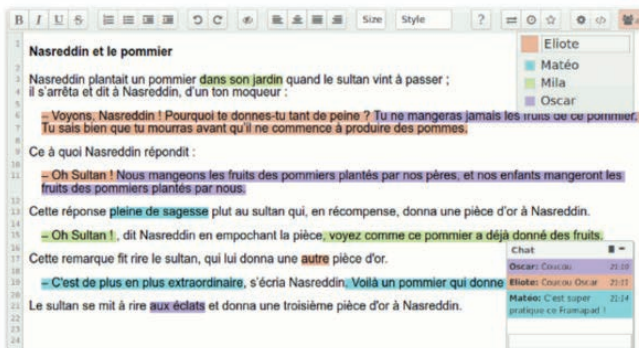 B I U S Size Style ?
Eliote
Matéo
Mila
Oscar
Nasreddin et le pommier
Nasreddin plantait un pommier dans son jardin quand le sultan vint à passer ;
il s'arrêta et dit à Nasreddin, d'un ton moqueur :
– Voyons, Nasreddin ! Pourquoi te donnes-tu tant de peine ? Tu ne mangeras jamais les fruits de ce pommier.
Tu sais bien que tu mourras avant qu'il ne commence à produire des pommes.
Ce à quoi Nasreddin répondit :
– Oh Sultan ! Nous mangeons les fruits des pommiers plantés par nos pères, et nos enfants mangeront les
fruits des pommiers plantés par nous.
Cette réponse pleine de sagesse plut au sultan qui, en récompense, donna une pièce d'or à Nasreddin.
– Oh Sultan ! , dit Nasreddin en empochant la pièce, voyez comme ce pommier a déjà donné des fruits.
Cette remarque fit rire le sultan, qui lui donna une autre pièce d'or.
– C'est de plus en plus extraordinaire, s'écria Nasreddin. Voilà un pommier qui donne
Le sultan se mit à rire aux éclats et donna une troisième pièce d'or à Nasreddin.
Chat
Oscar: Coucou 21:10
Eliote: Coucou Oscar 21:11
Matéo: C'est super 21:14
pratique ce Framapad !